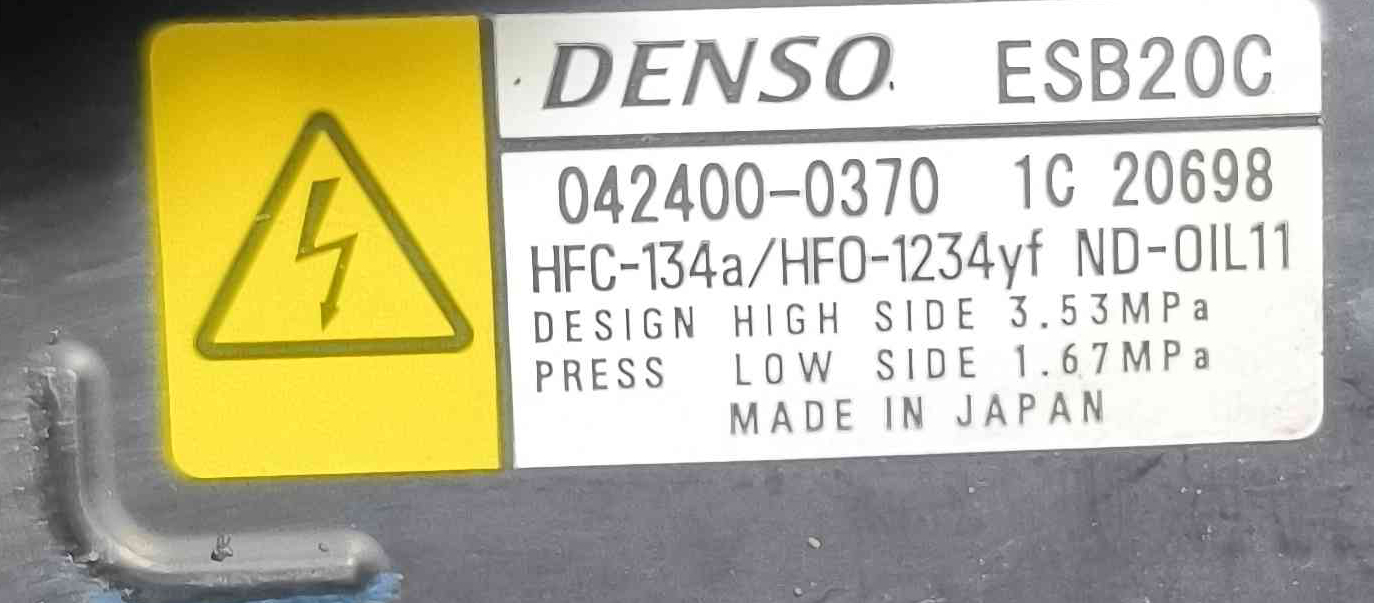 DENSO ESB20C
042400-0370 1C 20698
HFC-134a/HFO-1234yf ND-OIL11
DESIGN HIGH SIDE 3.53MPa
PRESS LOW SIDE 1.67MPa
MADE IN JAPAN